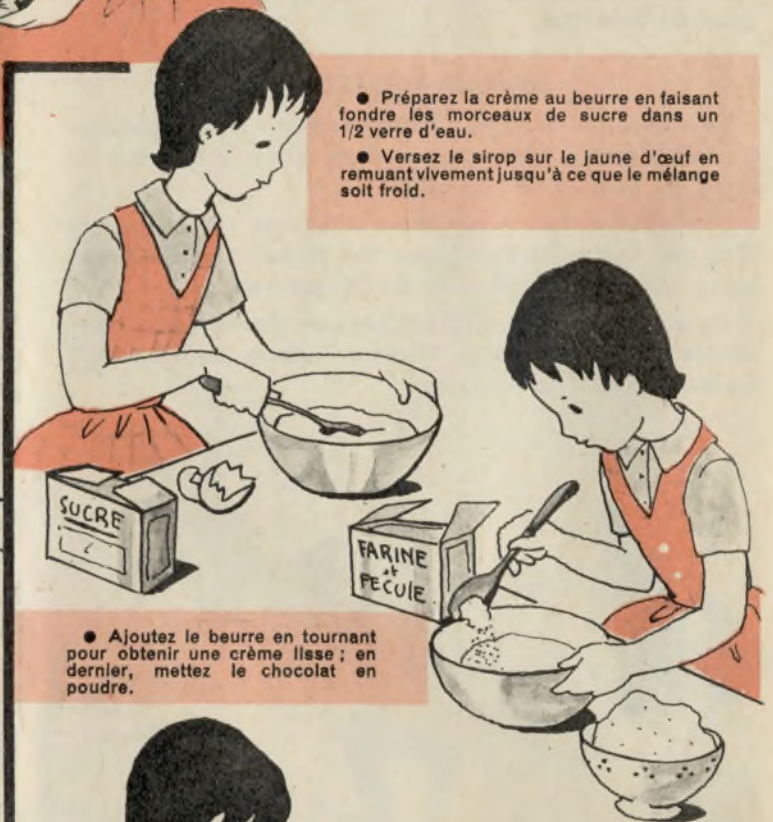 ● Préparez la crème au beurre en faisant
fondre les morceaux de sucre dans un
1/2 verre d'eau.
● Versez le sirop sur le jaune d'œuf en
remuant vivement jusqu'à ce que le mélange
soit froid.
SUCRE
FARINE
et
FECULE
● Ajoutez le beurre en tournant
pour obtenir une crème lisse ; en
dernier, mettez le chocolat en
poudre.